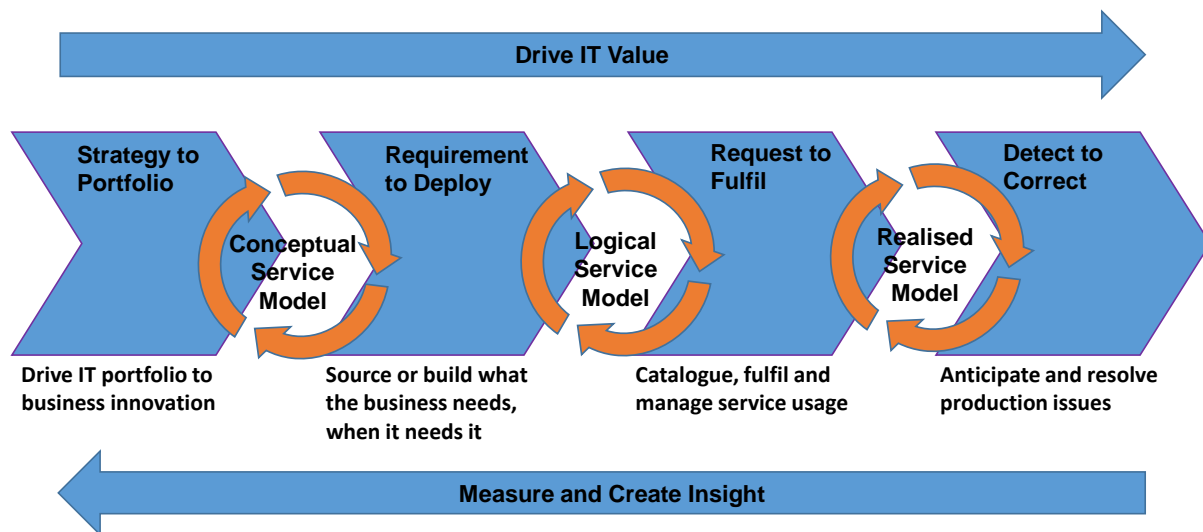 Drive IT Value
Strategy to
Portfolio
Requirement
to Deploy
Request to
Fulfil
Detect to
Correct
Conceptual
Service
Model
Logical
Service
Model
Realised
Service
Model
Drive IT portfolio to
business innovation
Source or build what
the business needs,
when it needs it
Catalogue, fulfil and
manage service usage
Anticipate and resolve
production issues
Measure and Create Insight